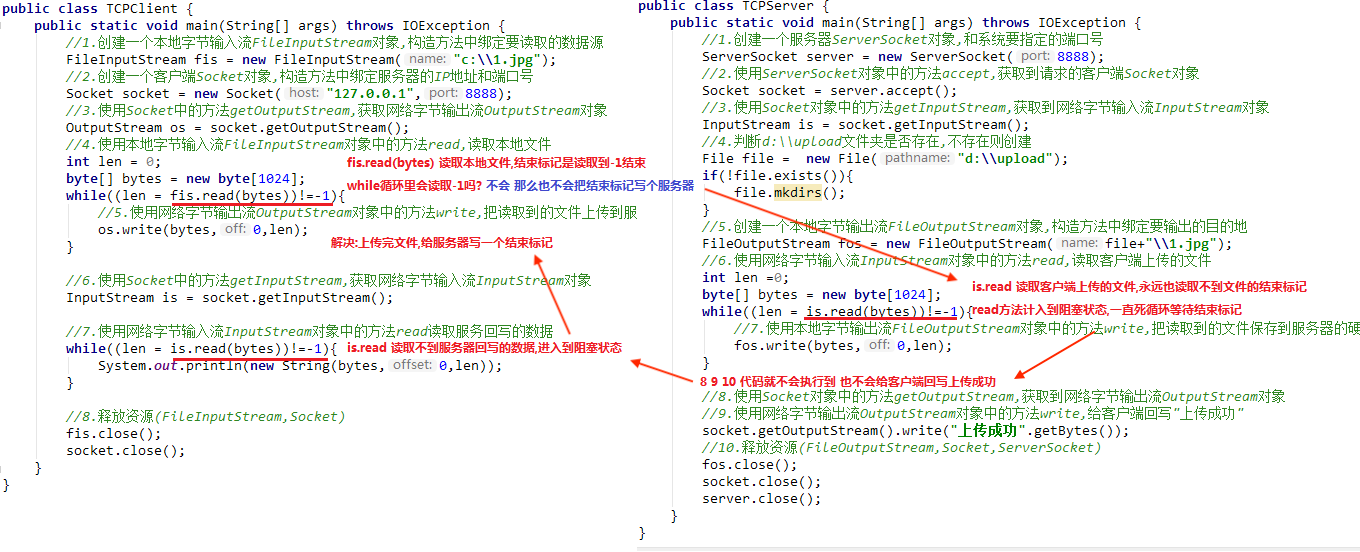 public class TCPClient {
public static void main(String[] args) throws IOException {
//1.创建一个本地字节输入流FileInputStream对象,构造方法中绑定要读取的数据源
FileInputStream fis = new FileInputStream( name: "c:\\1.jpg");
//2.创建一个客户端Socket对象,构造方法中绑定服务器的IP地址和端口号
Socket socket = new Socket( host: "127.0.0.1", port: 8888);
//3.使用Socket中的方法getOutputStream,获取网络字节输出流OutputStream对象
OutputStream os = socket.getOutputStream();
//4.使用本地字节输入流FileInputStream对象中的方法read,读取本地文件
int len = 0;
fis.read(bytes) 读取本地文件,结束标记是读取到-1结束
byte[] bytes = new byte[1024];
while循环里会读取-1吗? 不会 那么也不会把结束标记写个服务器
while((len = fis.read(bytes))!=-1){
//5.使用网络字节输出流OutputStream对象中的方法write,把读取到的文件上传到服
os.write(bytes, off: 0,len);
解决:上传完文件,给服务器写一个结束标记
}
//6.使用Socket中的方法getInputStream,获取网络字节输入流InputStream对象
InputStream is = socket.getInputStream();
//7.使用网络字节输入流InputStream对象中的方法read读取服务回写的数据
while((len = is.read(bytes))!=-1){
is.read 读取不到服务器回写的数据,进入到阻塞状态
System.out.println(new String(bytes, offset: 0,len));
}
//8.释放资源(FileInputStream,Socket)
fis.close();
socket.close();
}
}
public class TCPServer {
public static void main(String[] args) throws IOException {
//1.创建一个服务器ServerSocket对象,和系统要指定的端口号
ServerSocket server = new ServerSocket( port: 8888);
//2.使用ServerSocket对象中的方法accept,获取到请求的客户端Socket对象
Socket socket = server.accept();
//3.使用Socket对象中的方法getInputStream,获取到网络字节输入流InputStream对象
InputStream is = socket.getInputStream();
//4.判断d:\\upload文件夹是否存在,不存在则创建
File file =  new File( pathname: "d:\\upload");
if(!file.exists()){
file.mkdirs();
}
//5.创建一个本地字节输出流FileOutputStream对象,构造方法中绑定要输出的目的地
FileOutputStream fos = new FileOutputStream( name: file+"\\1.jpg");
//6.使用网络字节输入流InputStream对象中的方法read,读取客户端上传的文件
int len =0;
is.read 读取客户端上传的文件,永远也读取不到文件的结束标记
byte[] bytes = new byte[1024];
while((len = is.read(bytes))!=-1){
read方法计入到阻塞状态,一直死循环等待结束标记
//7.使用本地字节输出流FileOutputStream对象中的方法write,把读取到的文件保存到服务器的硬
fos.write(bytes, off: 0,len);
}
8 9 10 代码就不会执行到 也不会给客户端回写上传成功
//8.使用Socket对象中的方法getOutputStream,获取到网络字节输出流OutputStream对象
//9.使用网络字节输出流OutputStream对象中的方法write,给客户端回写"上传成功"
socket.getOutputStream().write("上传成功".getBytes());
//10.释放资源(FileOutputStream,Socket,ServerSocket)
fos.close();
socket.close();
server.close();
}
}